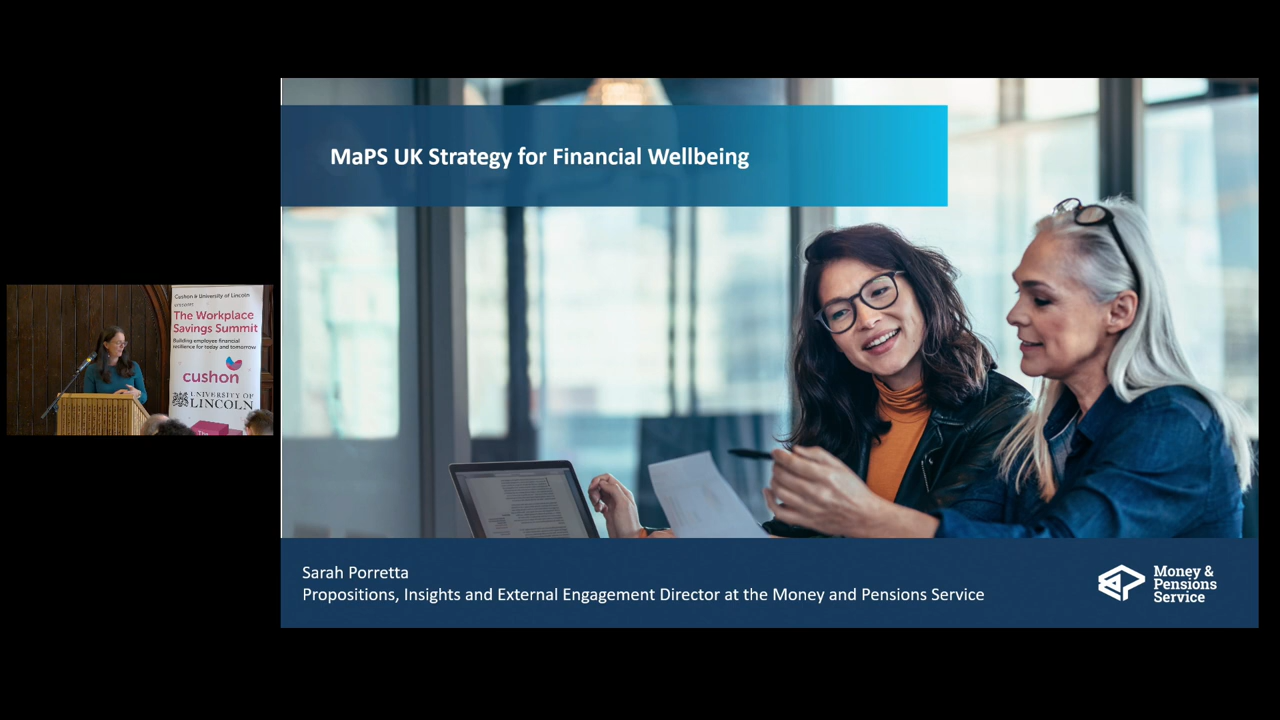 MaPS UK Strategy for Financial Wellbeing
Cushon & University of Lincoln
present
The Workplace
Savings Summit
Building employee financial
resilience for today and tomorrow
cushon
UNIVERSITY OF
LINCOLN
Sarah Porretta
Propositions, Insights and External Engagement Director at the Money and Pensions Service
Money &
Pensions
Service